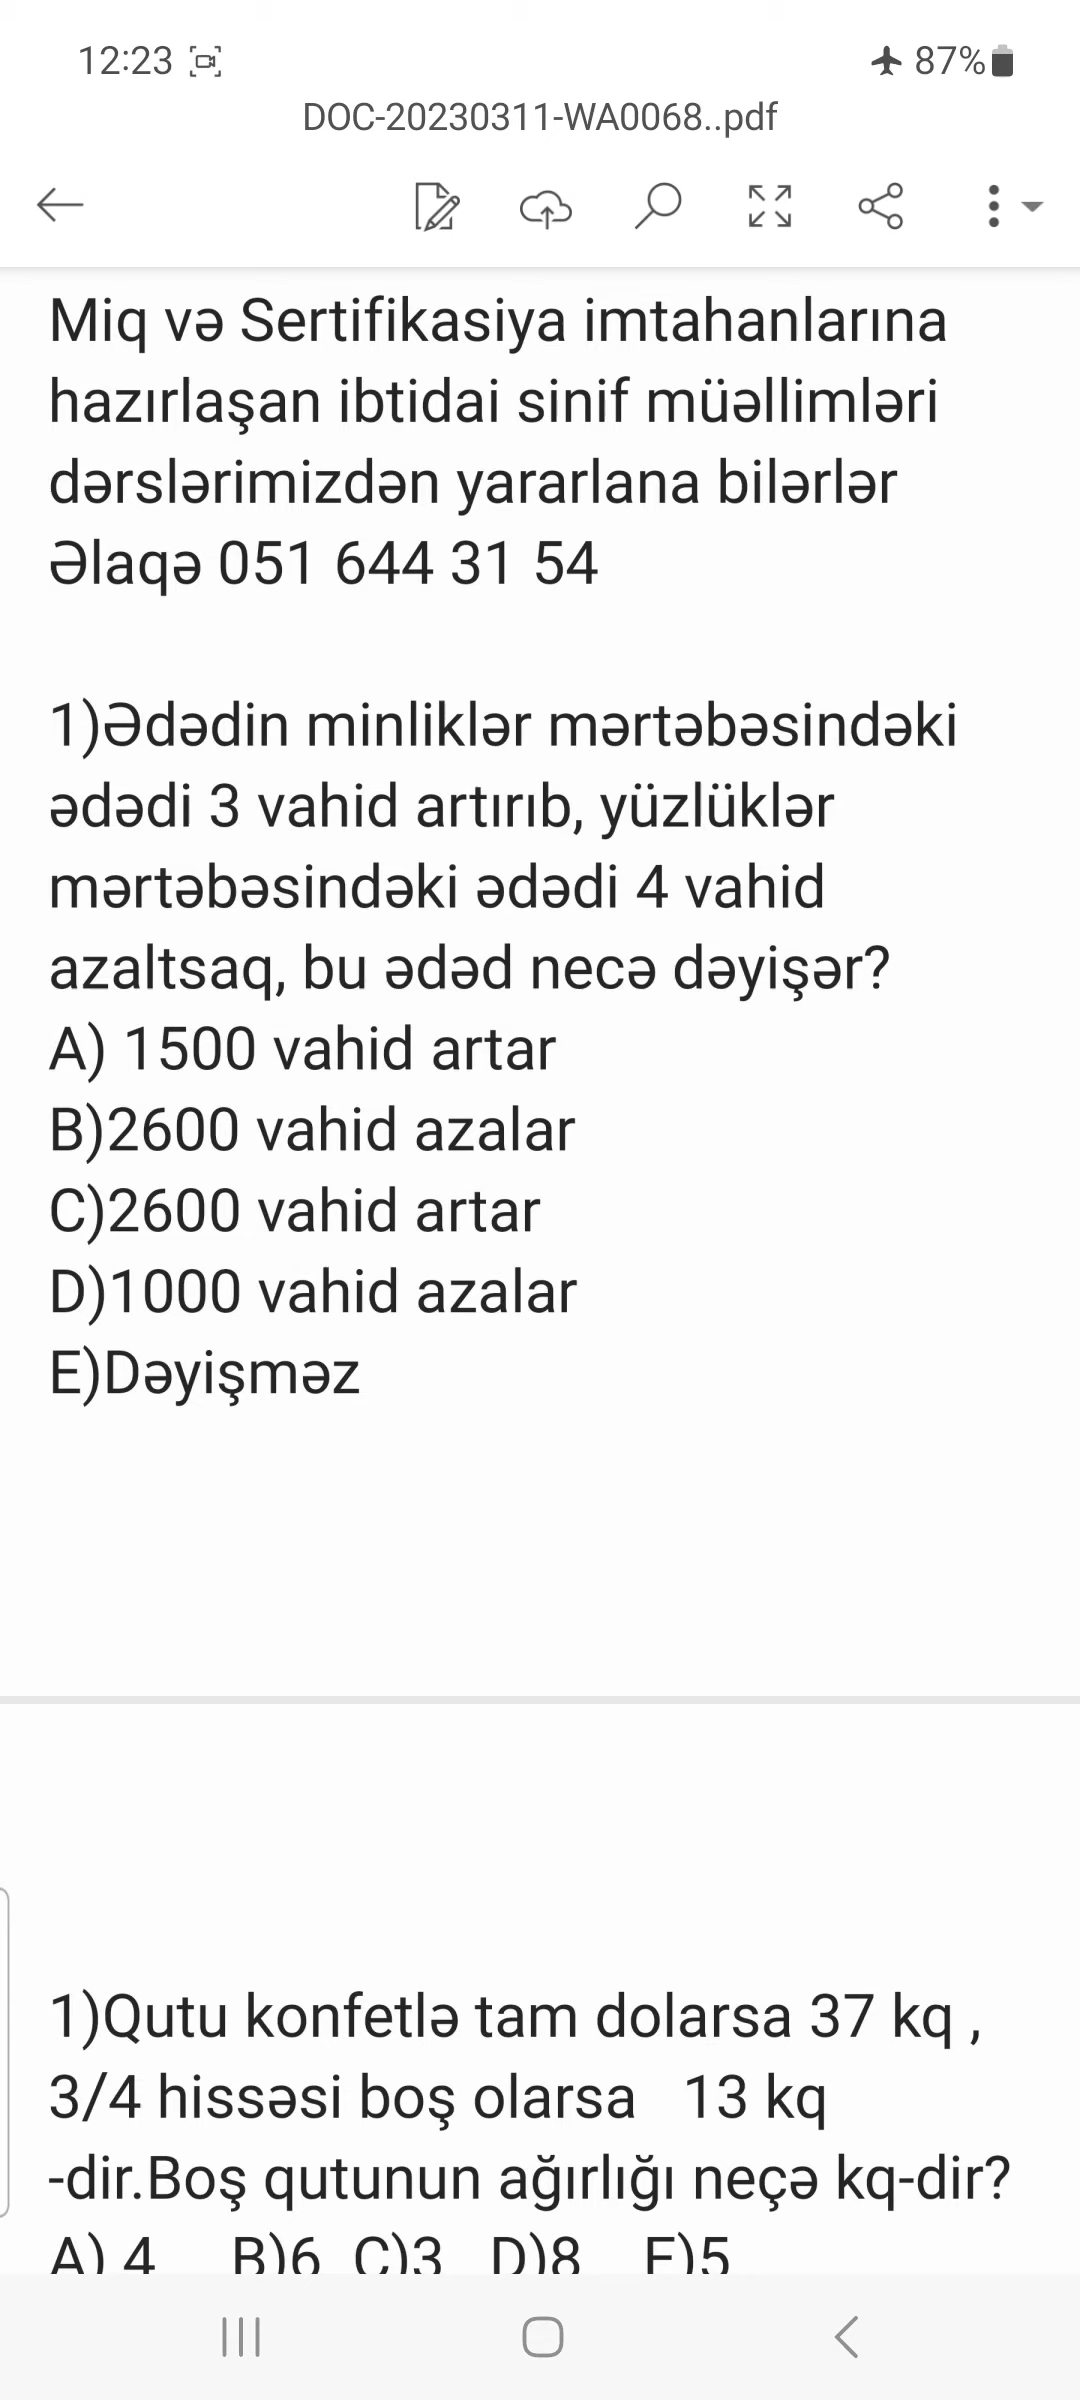 12:23
87%
DOC-20230311-WA0068..pdf
Miq və Sertifikasiya imtahanlarına
hazırlaşan ibtidai sinif müəllimləri
dərslərimizdən yararlana bilərlər
Əlaqə 051 644 31 54
1)Ədədin minliklər mərtəbəsindəki
ədədi 3 vahid artırıb, yüzlüklər
mərtəbəsindəki ədədi 4 vahid
azaltsaq, bu ədəd necə dəyişər?
A) 1500 vahid artar
B)2600 vahid azalar
C)2600 vahid artar
D)1000 vahid azalar
E)Dəyişməz
1)Qutu konfetlə tam dolarsa 37 kq ,
3/4 hissəsi boş olarsa 13 kq
-dir.Boş qutunun ağırlığı neçə kq-dir?
A) 4 B)6 C)3 D)8 E)5